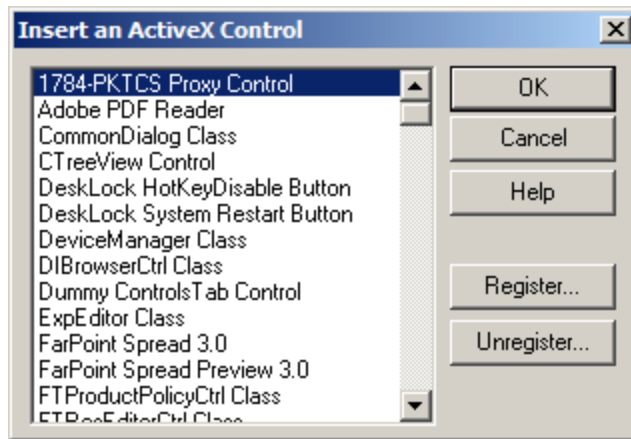 Insert an ActiveX Control
1784-PKTCS Proxy Control
Adobe PDF Reader
CommonDialog Class
CTreeView Control
DeskLock HotKeyDisable Button
DeskLock System Restart Button
DeviceManager Class
DIBrowserCtrl Class
Dummy ControlsTab Control
ExpEditor Class
FarPoint Spread 3.0
FarPoint Spread Preview 3.0
FTProductPolicyCtrl Class
OK
Cancel
Help
Register...
Unregister...